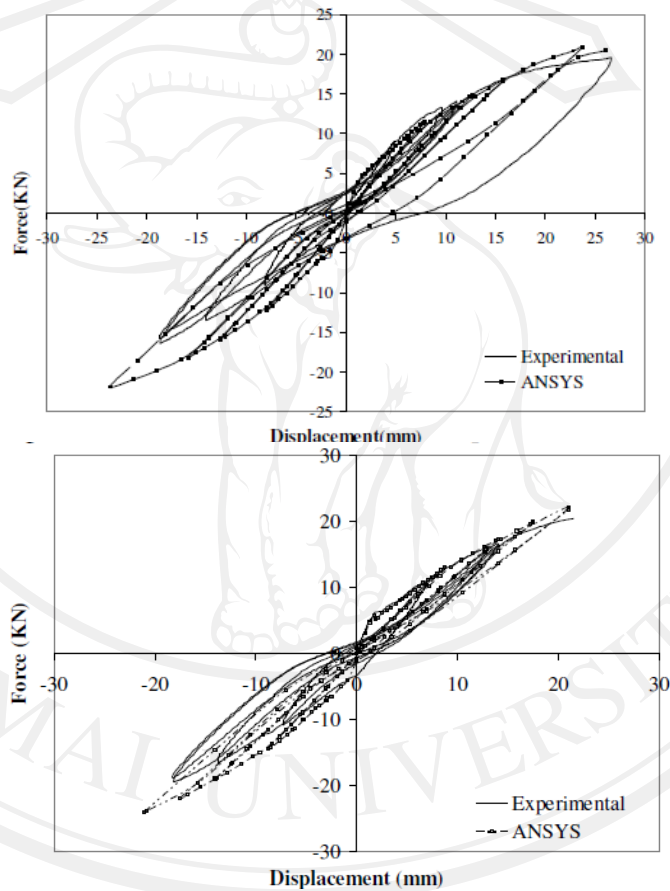 25
20
15
10
5
0
-30 -25 -20 -15 -10 -5 0 5 10 15 20 25 30
-5
-10
-15
-20
-25
Force(KN)
Experimental
ANSYS
Displacement(mm)
30
20
10
0
-30 -20 -10 0 10 20 30
-10
-20
-30
Force (KN)
Experimental
ANSYS
Displacement (mm)
MAI UNIVERSIT